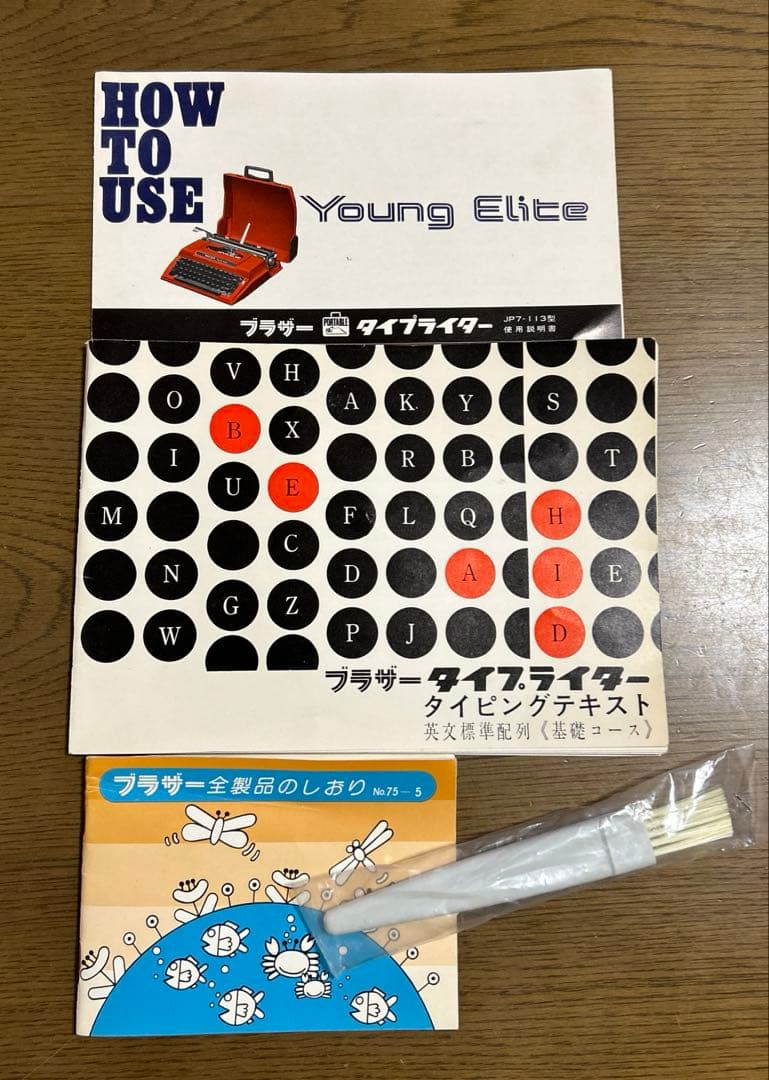 HOW
TO
USE
Young Elite
ブラザー PORTABLE タイプライター JP7-113型
使用説明書
V H
O A K Y S
B X
I R B T
U E
M F L Q H
C
N D A I E
G Z
W P J D
ブラザー タイプライター
タイピングテキスト
英文標準配列《基礎コース》
ブラザー全製品のしおり No.75-5